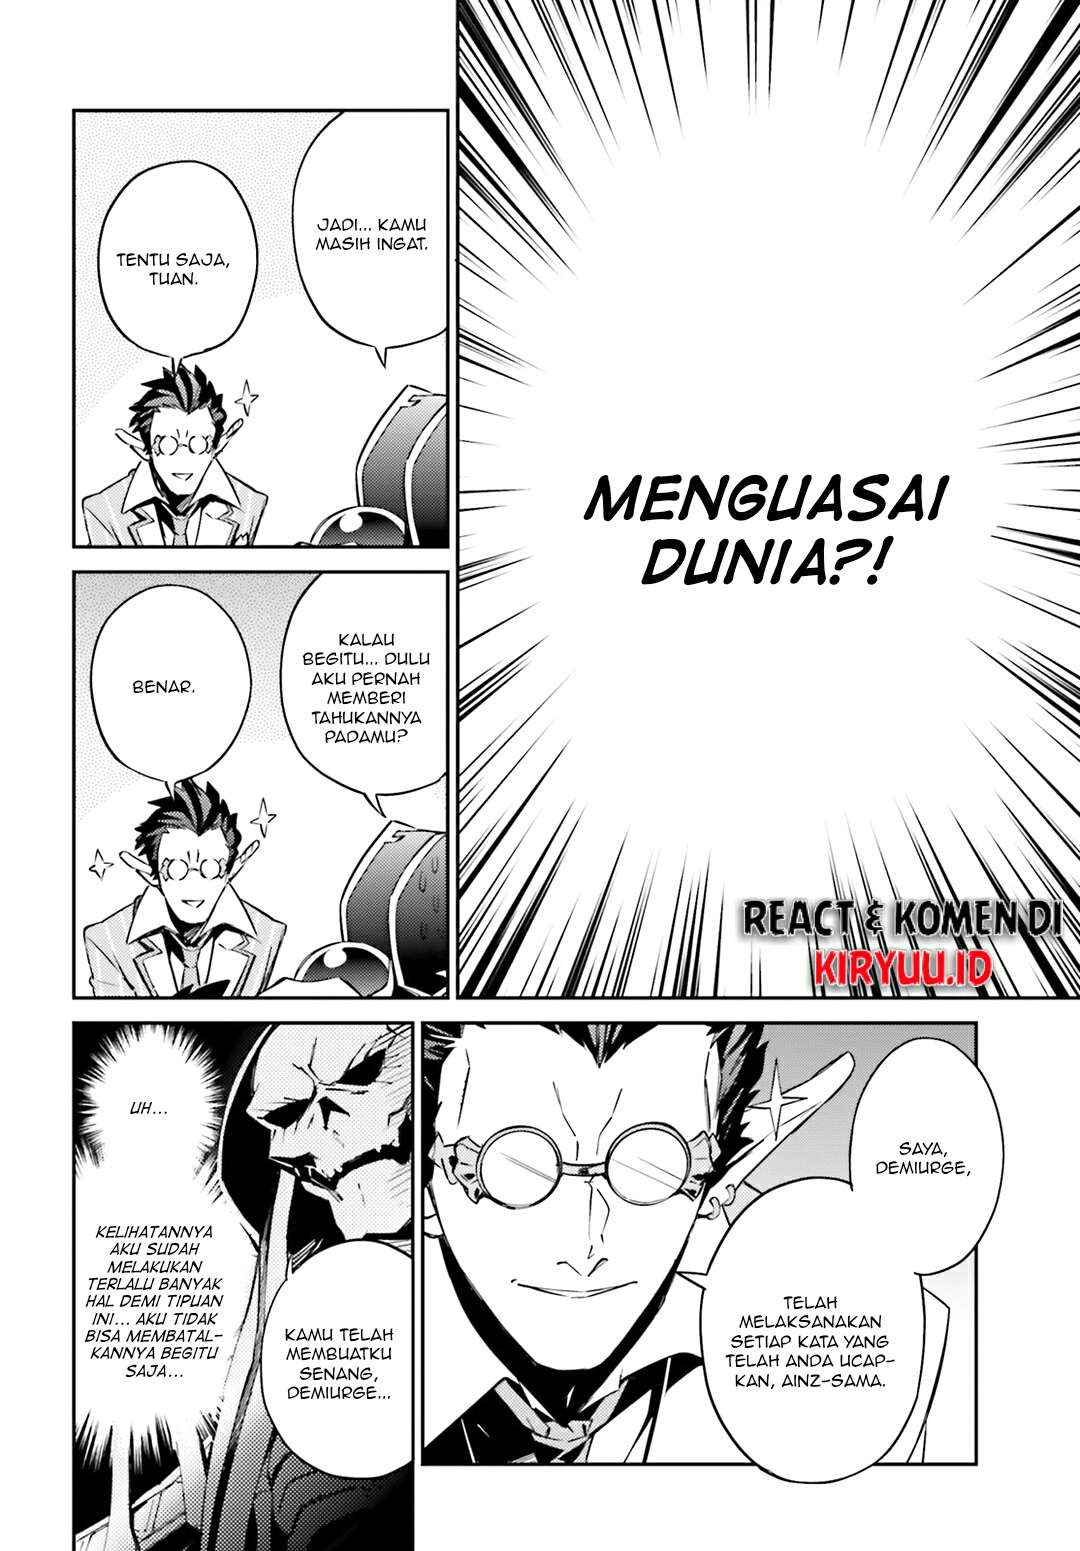 MENGUASAI
DUNIA?!
JADI... KAMU
MASIH INGAT.
TENTU SAJA,
TUAN.
KALAU
BEGITU... DULU
AKU PERNAH
MEMBERI
TAHUKANNYA
PADAMU?
BENAR.
REACT & KOMEN DI
KIRYUU.ID
SAYA,
DEMIURGE,
TELAH
MELAKSANAKAN
SETIAP KATA YANG
TELAH ANDA UCAP-
KAN, AINZ-SAMA.
KAMU TELAH
MEMBUATKU
SENANG,
DEMIURGE...
UH...
KELIHATANNYA
AKU SUDAH
MELAKUKAN
TERLALU BANYAK
HAL DEMI TIPUAN
INI... AKU TIDAK
BISA MEMBATAL-
KANNYA BEGITU
SAJA...